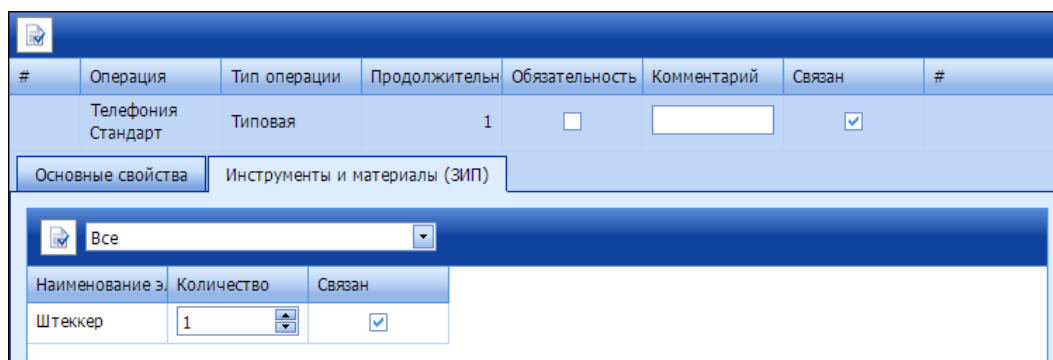 # Операция Тип операции Продолжительн Обязательность Комментарий Связан #
Телефония
Стандарт
Типовая 1
Основные свойства Инструменты и материалы (ЗИП)
Все
Наименование э. Количество Связан
Штеккер 1